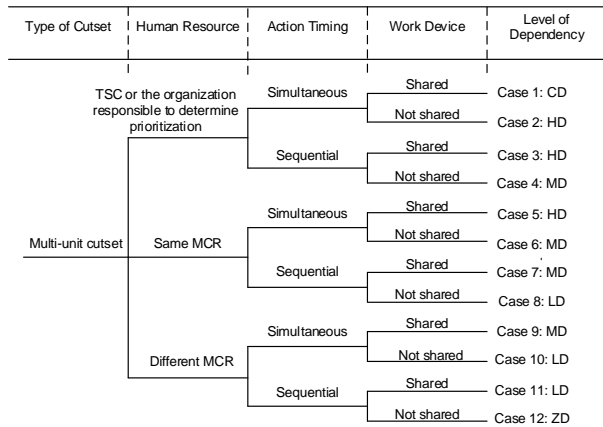 Type of Cutset
Human Resource
Action Timing
Work Device
Level of
Dependency
TSC or the organization
responsible to determine
prioritization
Simultaneous
Shared
Case 1: CD
Not shared
Case 2: HD
Sequential
Shared
Case 3: HD
Not shared
Case 4: MD
Multi-unit cutset
Same MCR
Simultaneous
Shared
Case 5: HD
Not shared
Case 6: MD
Sequential
Shared
Case 7: MD
Not shared
Case 8: LD
Different MCR
Simultaneous
Shared
Case 9: MD
Not shared
Case 10: LD
Sequential
Shared
Case 11: LD
Not shared
Case 12: ZD